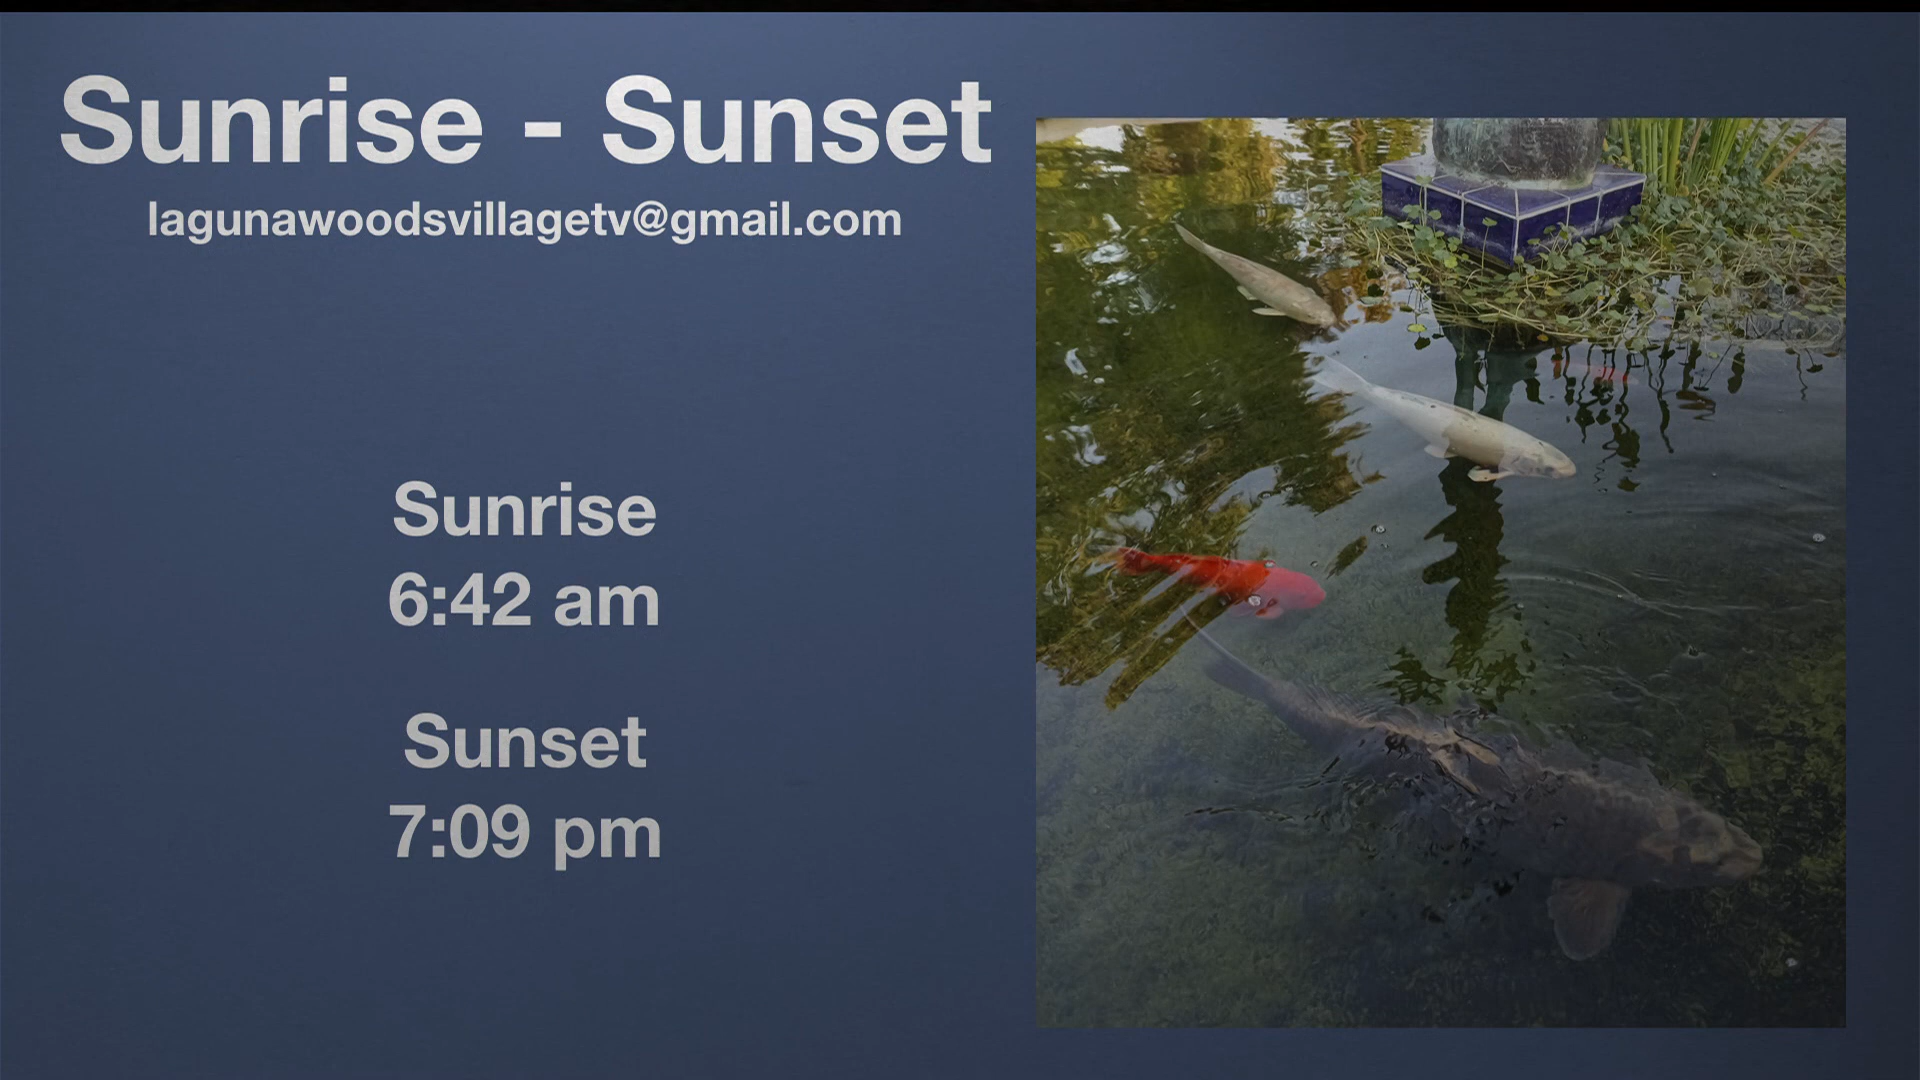 Sunrise - Sunset
lagunawoodsvillagetv@gmail.com
Sunrise
6:42 am
Sunset
7:09 pm